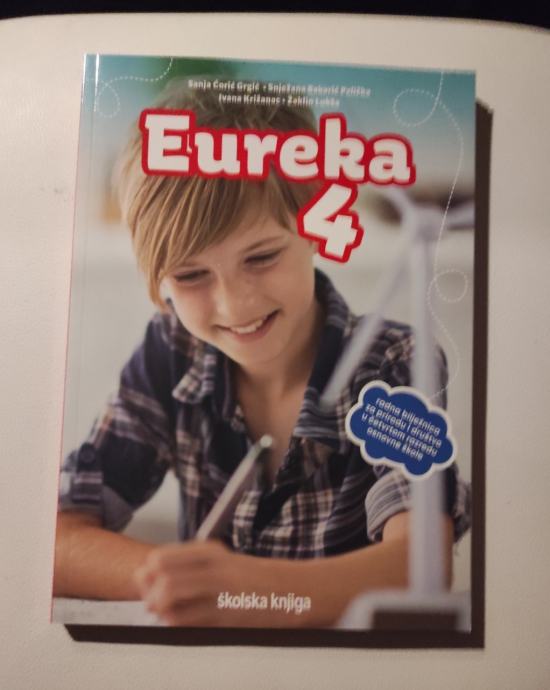 Sanja Ćorić Grgić • Snježana Bakarić Palička
Ivana Križanac • Žaklin Lukša
Eureka
4
radna bilježnica
za prirodu i društvo
u četvrtom razredu
osnovne škole
školska knjiga